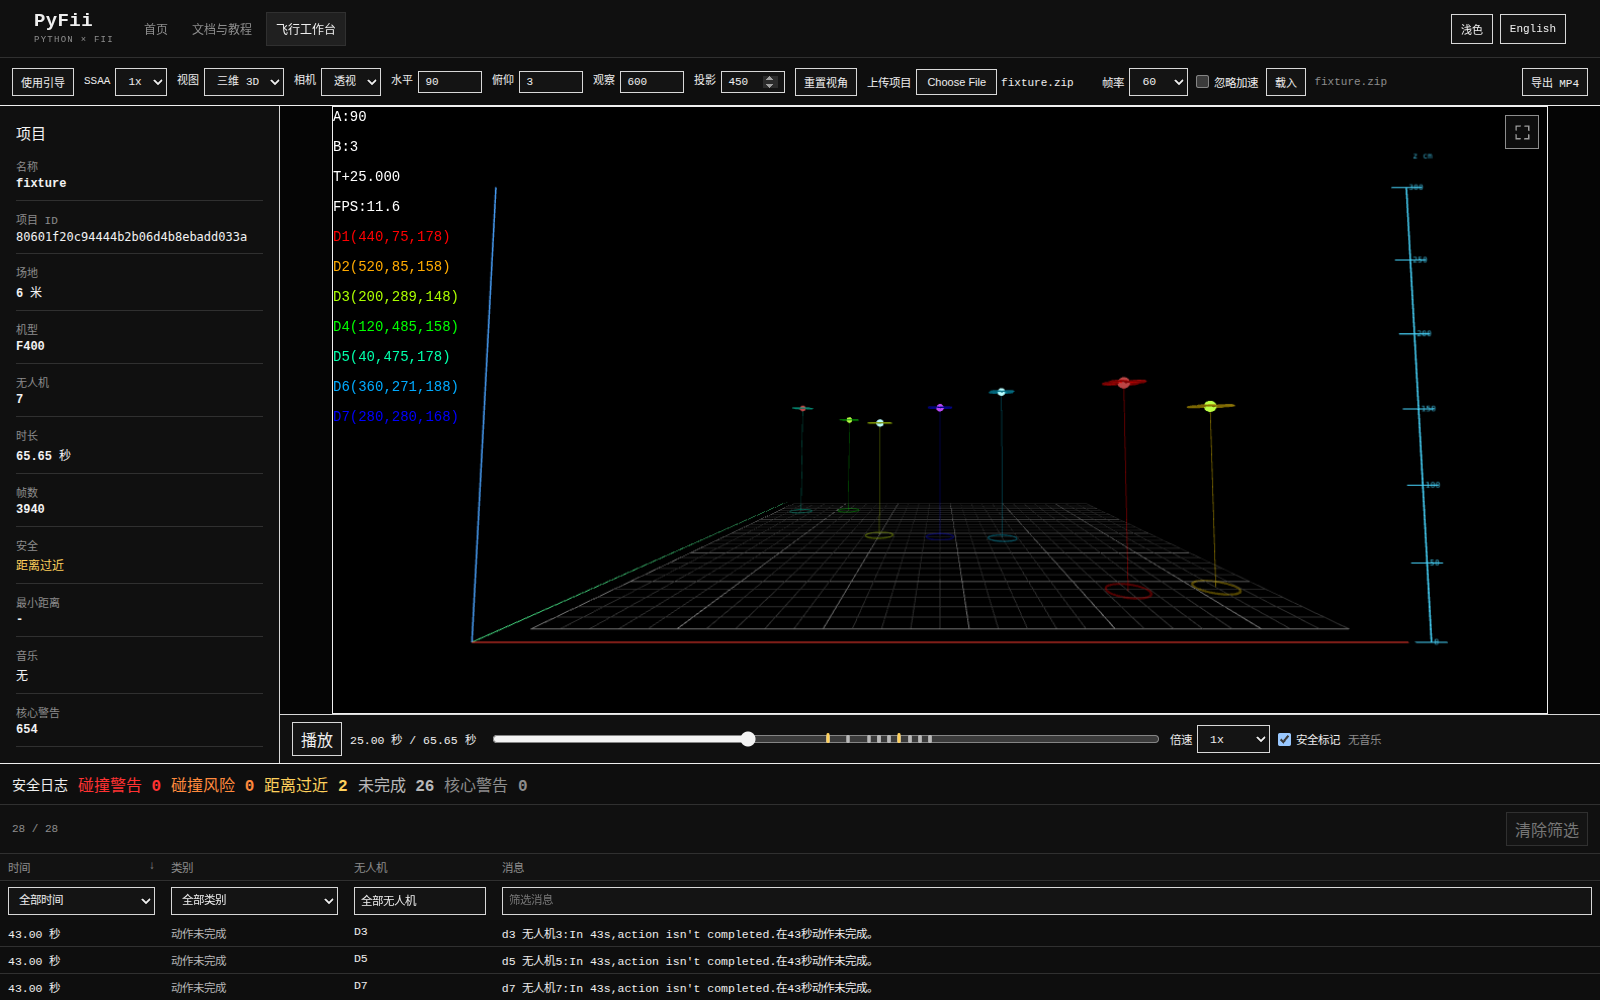 PyFii
PYTHON × FII
首页 文档与教程 飞行工作台
浅色 English
使用引导 SSAA 1x 视图 三维 3D 相机 透视 水平 90 俯仰 3 观察 600 投影 450 重置视角 上传项目 Choose File fixture.zip 帧率 60 忽略加速 载入 fixture.zip 导出 MP4
项目
名称
fixture
项目 ID
80601f20c94444b2b06d4b8ebadd033a
场地
6 米
机型
F400
无人机
7
时长
65.65 秒
帧数
3940
安全
距离过近
最小距离
-
音乐
无
核心警告
654
A:90
B:3
T+25.000
FPS:11.6
D1(440,75,178)
D2(520,85,158)
D3(200,289,148)
D4(120,485,158)
D5(40,475,178)
D6(360,271,188)
D7(280,280,168)
z cm
300
250
200
150
100
50
0
播放 25.00 秒 / 65.65 秒 倍速 1x 安全标记 无音乐
安全日志 碰撞警告 0 碰撞风险 0 距离过近 2 未完成 26 核心警告 0
28 / 28 清除筛选
时间 ↓ 类别 无人机 消息
全部时间 全部类别 全部无人机 筛选消息
43.00 秒 动作未完成 D3 d3 无人机3:In 43s,action isn't completed.在43秒动作未完成。
43.00 秒 动作未完成 D5 d5 无人机5:In 43s,action isn't completed.在43秒动作未完成。
43.00 秒 动作未完成 D7 d7 无人机7:In 43s,action isn't completed.在43秒动作未完成。